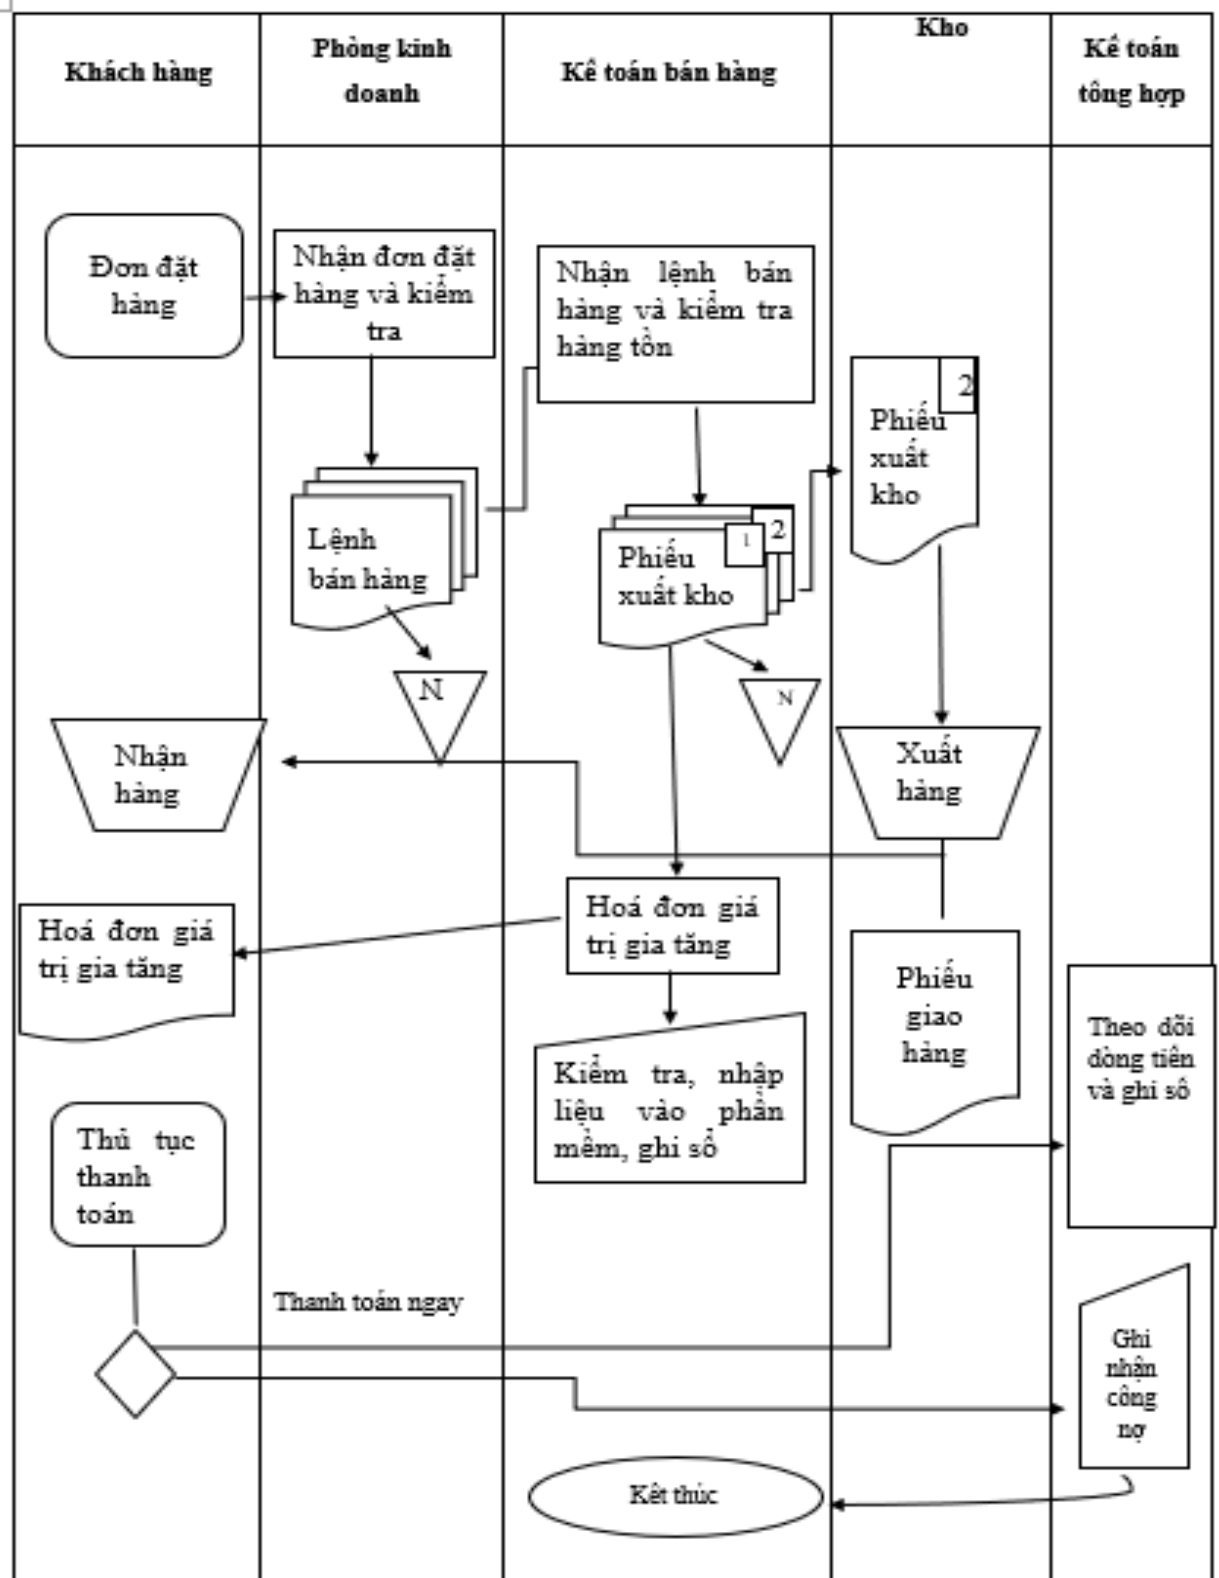 Khách hàng
Phòng kinh
doanh
Kế toán bán hàng
Kho
Kế toán
tổng hợp
Đơn đặt
hàng
Nhận đơn đặt
hàng và kiểm
tra
Nhận lệnh bán
hàng và kiểm tra
hàng tồn
2
Phiếu
xuất
kho
Lệnh
bán hàng
1
2
Phiếu
xuất kho
N
N
Nhận
hàng
Xuất
hàng
Hoá đơn giá
trị gia tăng
Hoá đơn giá
trị gia tăng
Phiếu
giao
hàng
Theo dõi
dòng tiền
và ghi sổ
Kiểm tra, nhập
liệu vào phần
mềm, ghi sổ
Thủ tục
thanh
toán
Thanh toán ngay
Ghi
nhận
công
nợ
Kết thúc